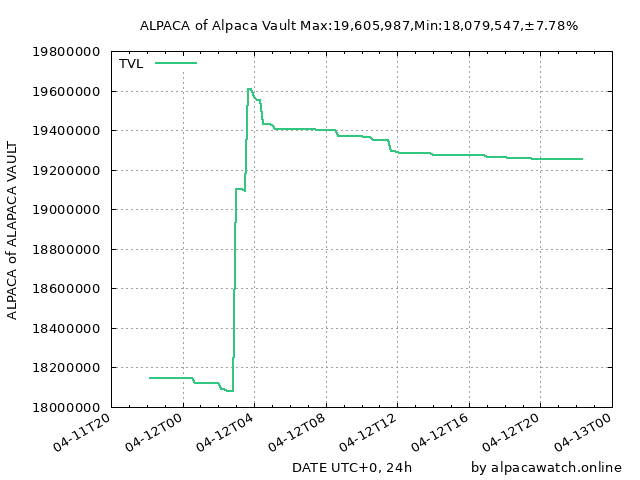 ALPACA of Alpaca Vault Max:19,605,987,Min:18,079,547,±7.78%
TVL
ALPACA of ALAPACA VAULT
19800000
19600000
19400000
19200000
19000000
18800000
18600000
18400000
18200000
18000000
04-11T20
04-12T00
04-12T04
04-12T08
04-12T12
04-12T16
04-12T20
04-13T00
DATE UTC+0, 24h
by alpacawatch.online